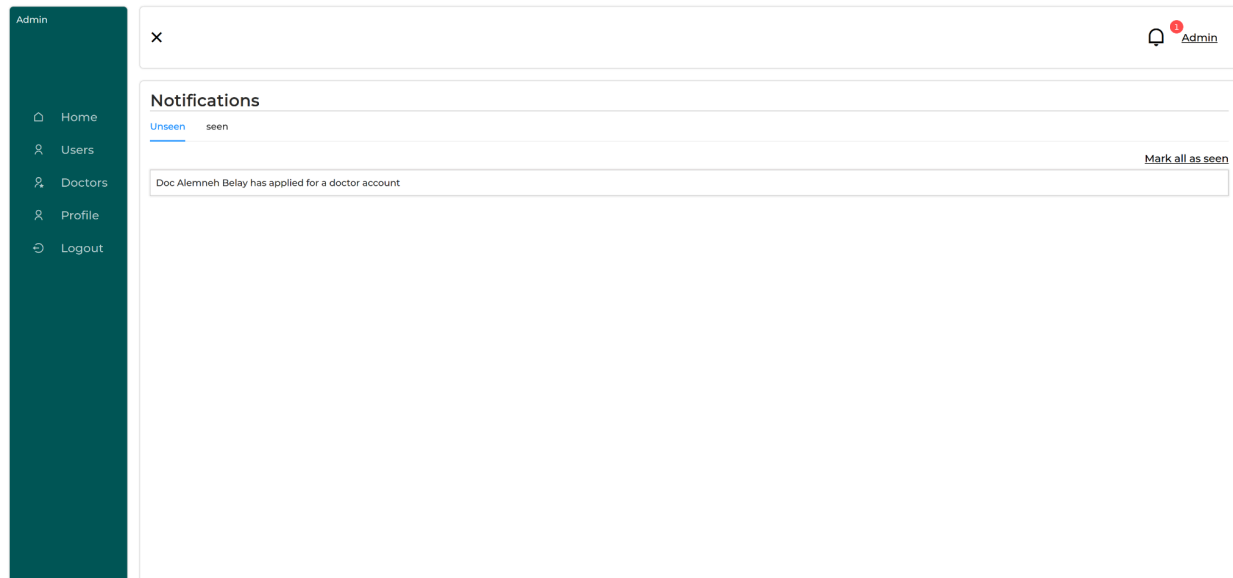 Admin
Home
Users
Doctors
Profile
Logout
1
Admin
Notifications
Unseen seen
Mark all as seen
Doc Alemneh Belay has applied for a doctor account